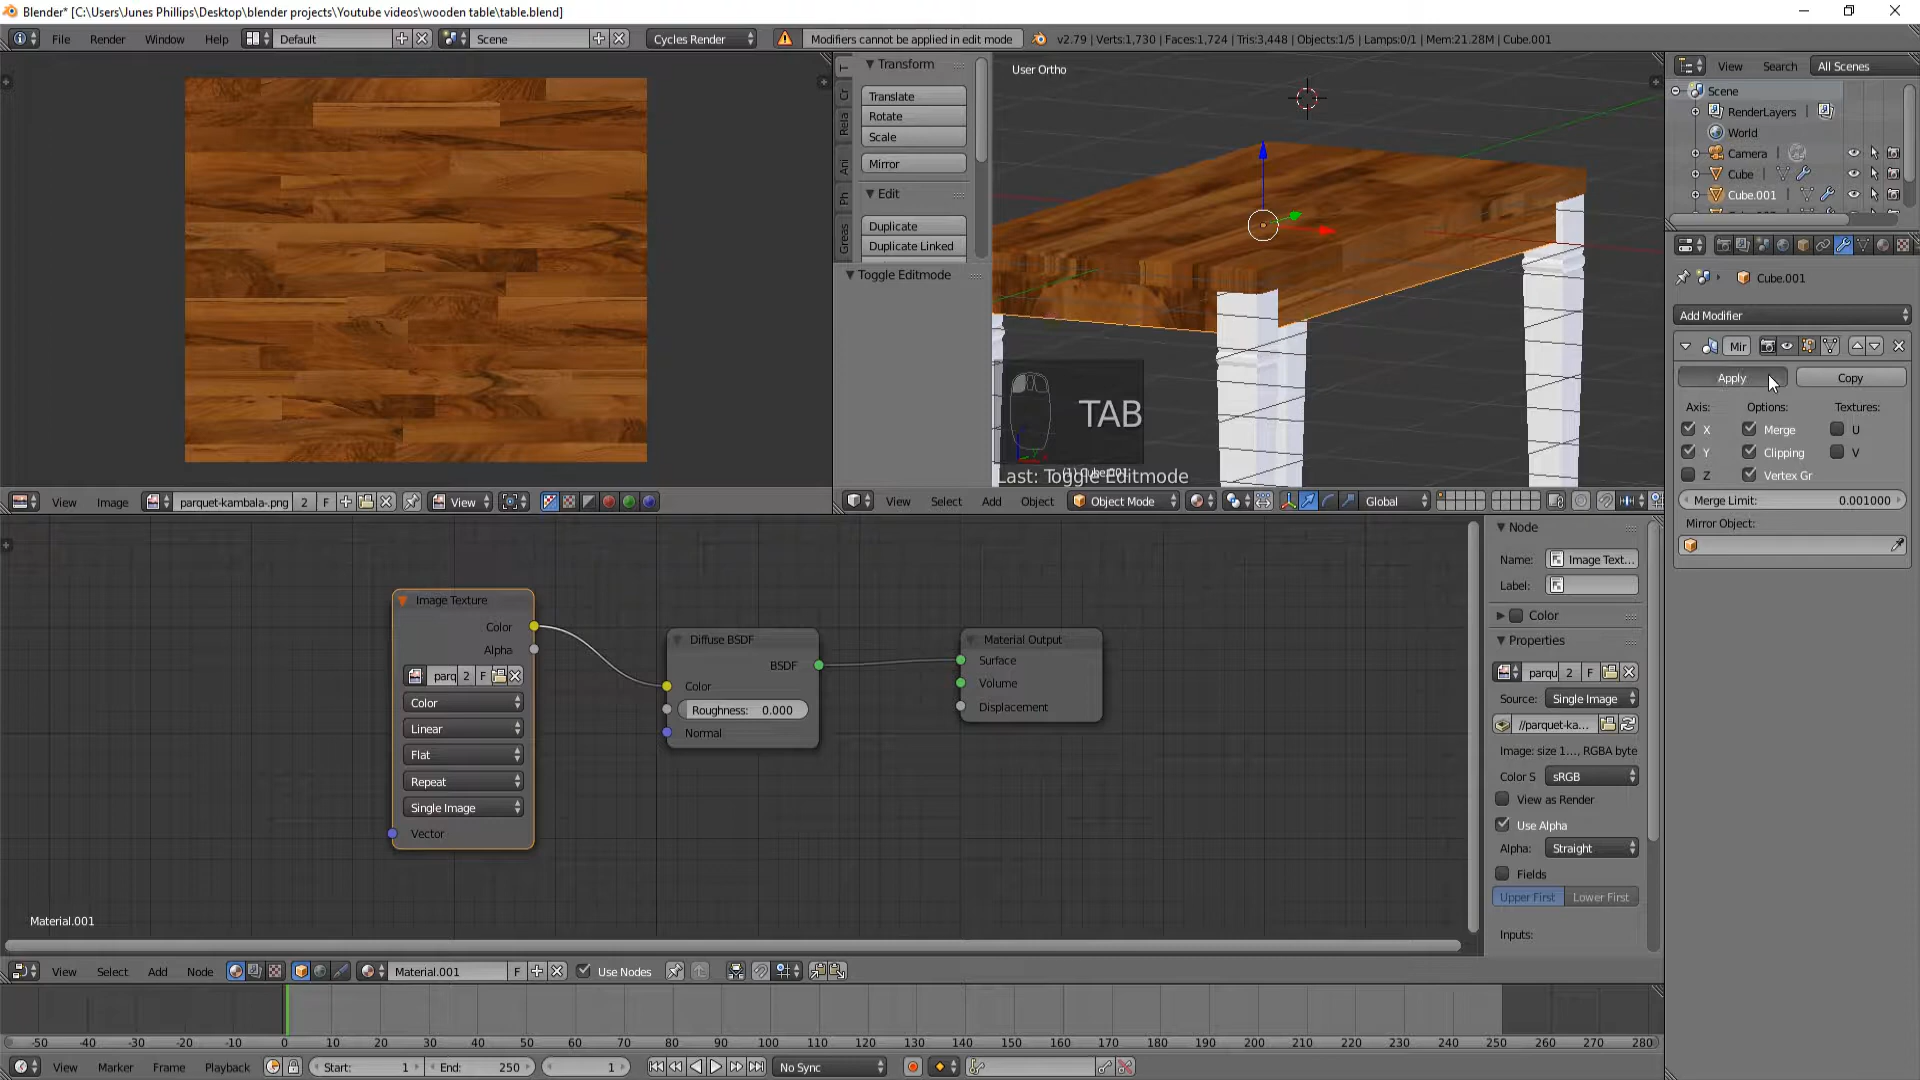 Blender* [C:\Users\Junes Phillips\Desktop\blender projects\Youtube videos\wooden table\table.blend]
File Render Window Help Default Scene Cycles Render Modifiers cannot be applied in edit mode v2.79 | Verts:1,730 | Faces:1,724 | Tris:3,448 | Objects:1/5 | Lamps:0/1 | Mem:21.28M | Cube.001
Transform
Translate
Rotate
Scale
Mirror
Edit
Duplicate
Duplicate Linked
Toggle Editmode
T
Cr
Rela
Ani
Ph
Greas
User Ortho
TAB
Last: Toggle Editmode
View Search All Scenes
Scene
RenderLayers
World
Camera
Cube
Cube.001
Cube.001
Add Modifier
Mir
Apply Copy
Axis: Options: Textures:
X Merge U
Y Clipping V
Z Vertex Gr
Merge Limit: 0.001000
Mirror Object:
View Image parquet-kambala-.png 2 F View
View Select Add Object Object Mode Global
Image Texture
Color
Alpha
parq 2 F
Color
Linear
Flat
Repeat
Single Image
Vector
Diffuse BSDF
BSDF
Color
Roughness: 0.000
Normal
Material Output
Surface
Volume
Displacement
Material.001
Node
Name: Image Text...
Label:
Color
Properties
parqu 2 F
Source: Single Image
//parquet-ka...
Image: size 1..., RGBA byte
Color S sRGB
View as Render
Use Alpha
Alpha: Straight
Fields
Upper First Lower First
Inputs:
View Select Add Node Material.001 F Use Nodes
-50 -40 -30 -20 -10 0 10 20 30 40 50 60 70 80 90 100 110 120 130 140 150 160 170 180 190 200 210 220 230 240 250 260 270 280
View Marker Frame Playback Start: 1 End: 250 1 No Sync